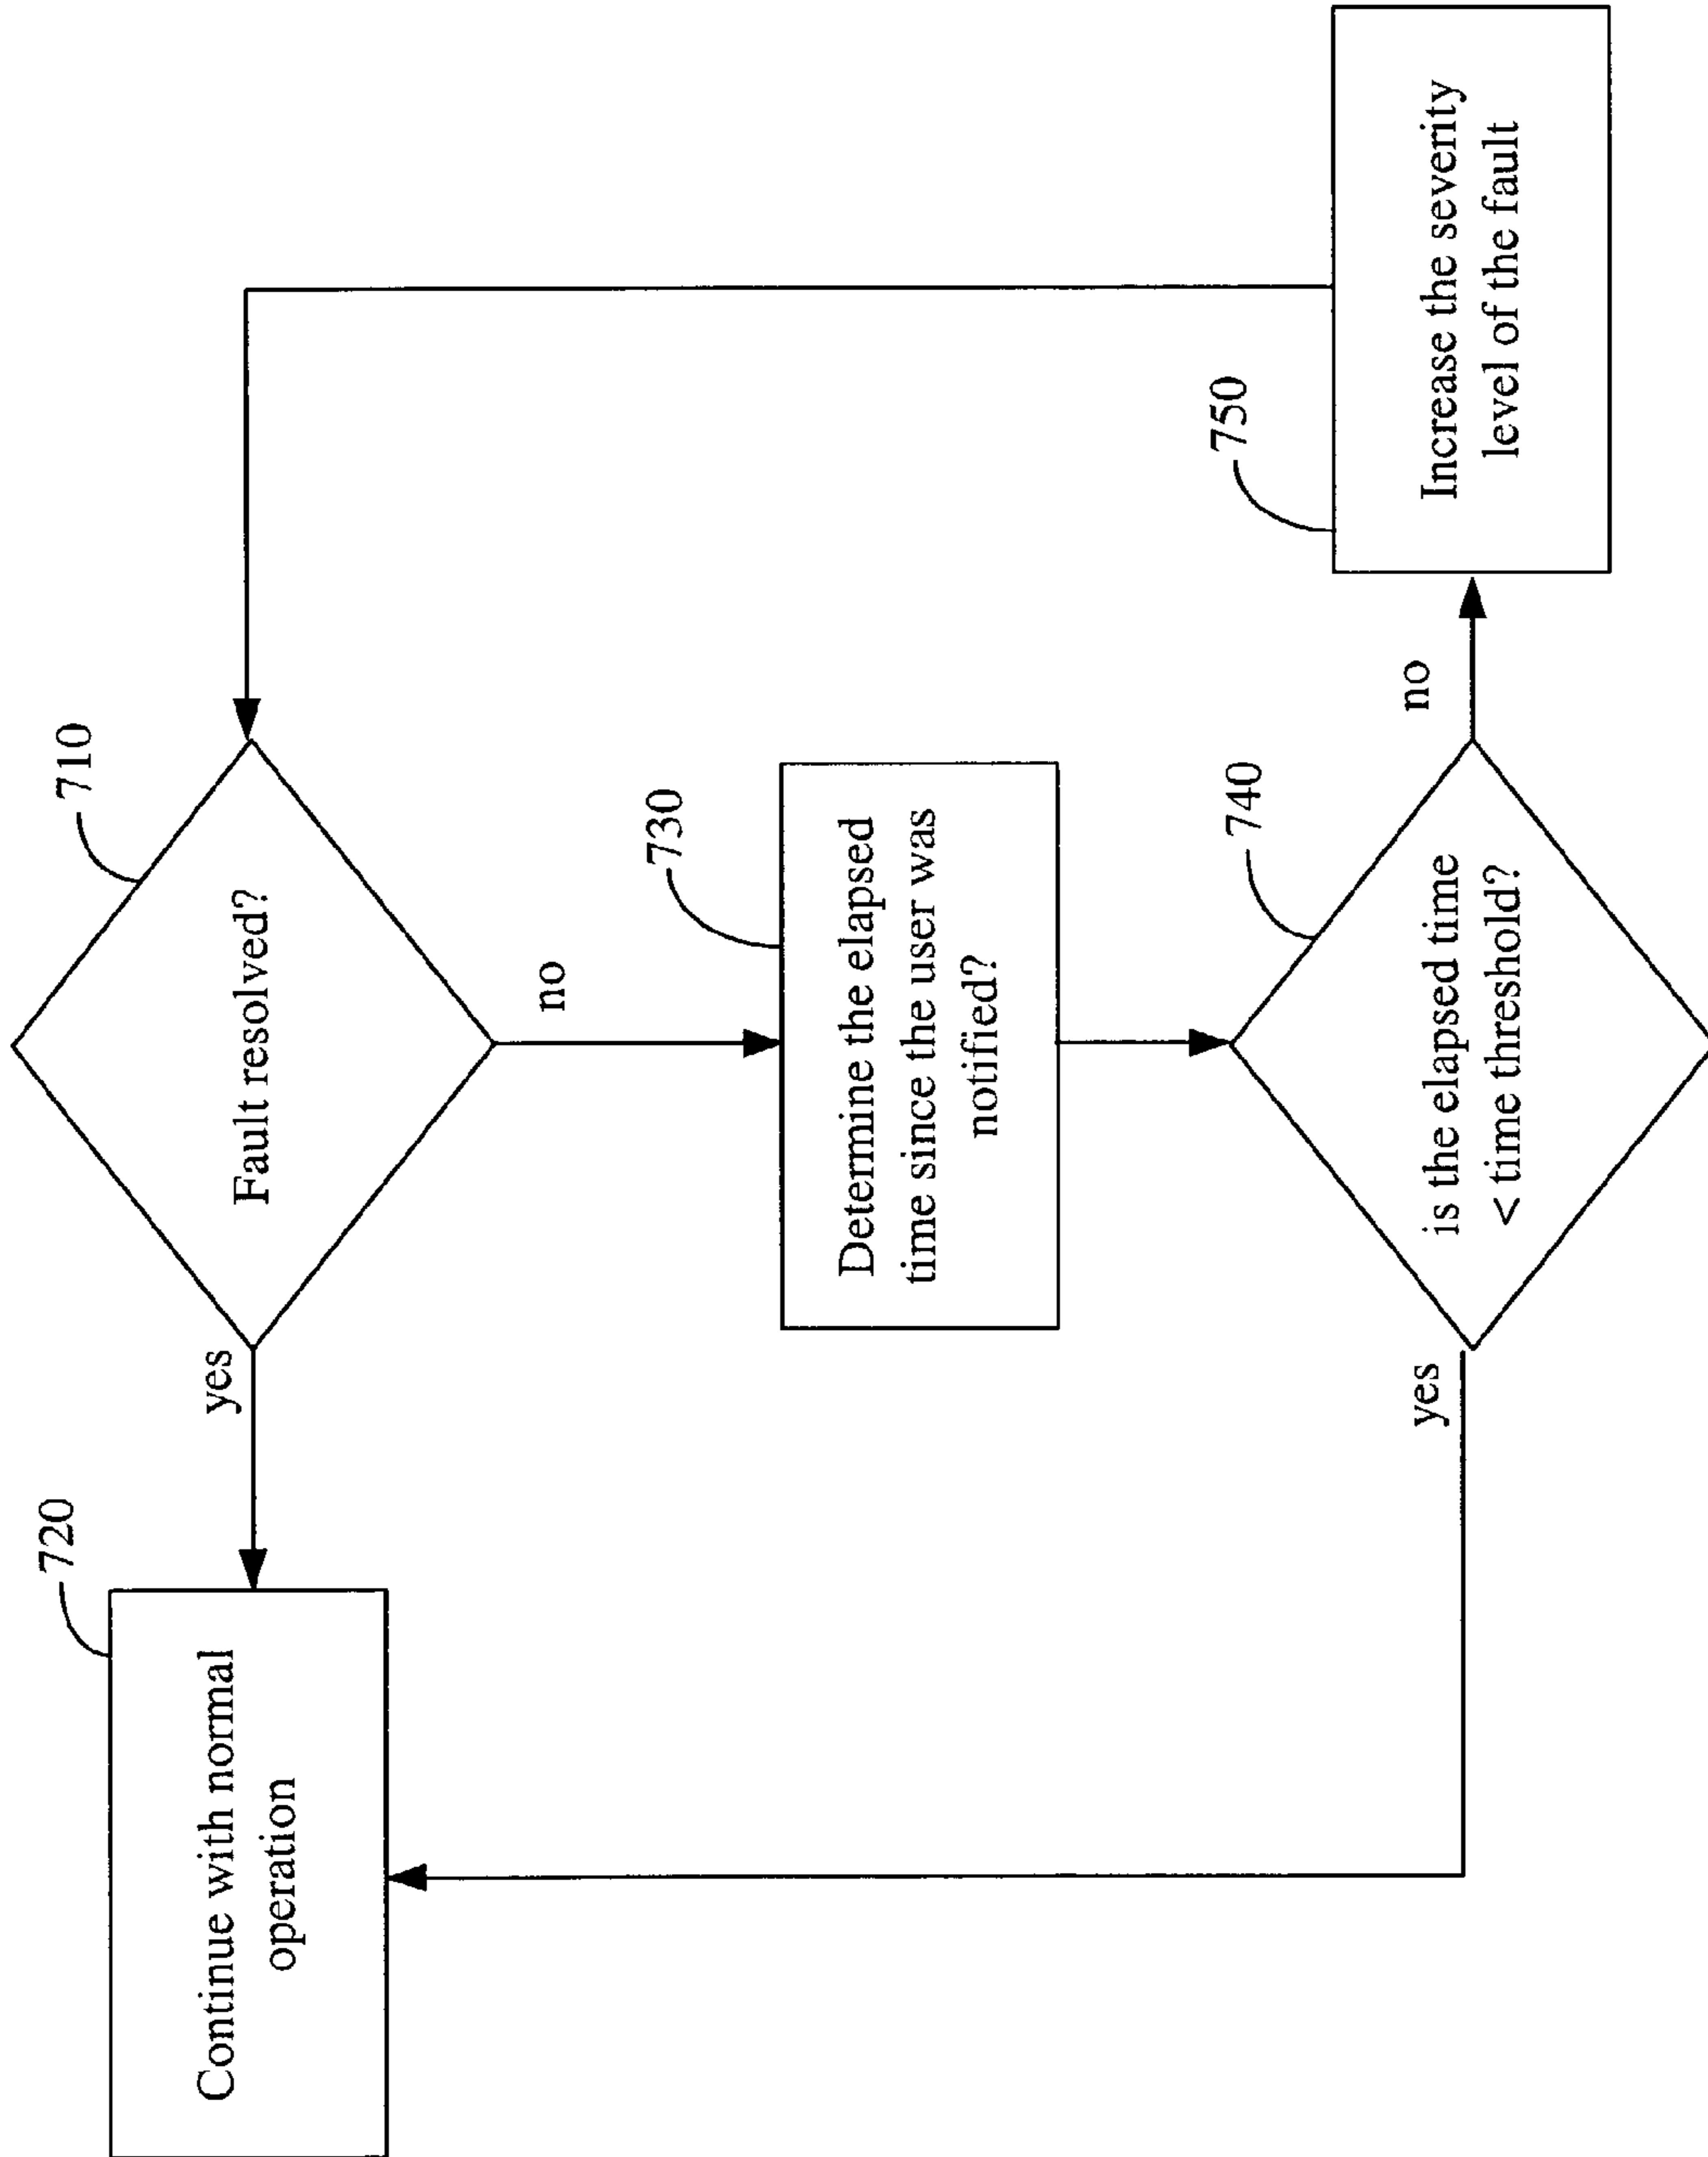 720
Continue with normal
operation
yes
710
Fault resolved?
no
730
Determine the elapsed
time since the user was
notified?
740
is the elapsed time
< time threshold?
yes
no
750
Increase the severity
level of the fault